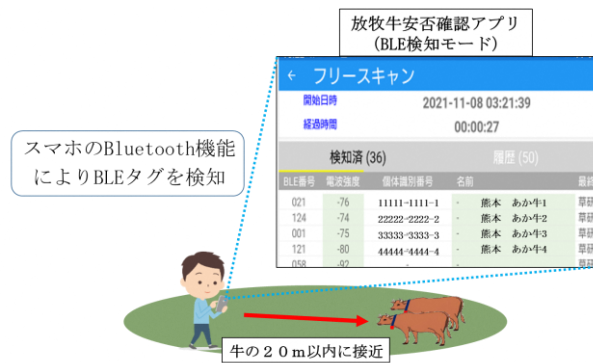 放牧牛安否確認アプリ
(BLE検知モード)
← フリースキャン
開始日時 2021-11-08 03:21:39
経過時間 00:00:27
検知済 (36) 履歴 (50)
BLE番号 電波強度 個体識別番号 名前 最終
021 -76 11111-1111-1 - 熊本 あか牛1 草研
124 -74 22222-2222-2 - 熊本 あか牛2 草研
001 -75 33333-3333-3 - 熊本 あか牛3 草研
121 -80 44444-4444-4 - 熊本 あか牛4 草研
058 -92 - -
スマホのBluetooth機能
によりBLEタグを検知
牛の20m以内に接近